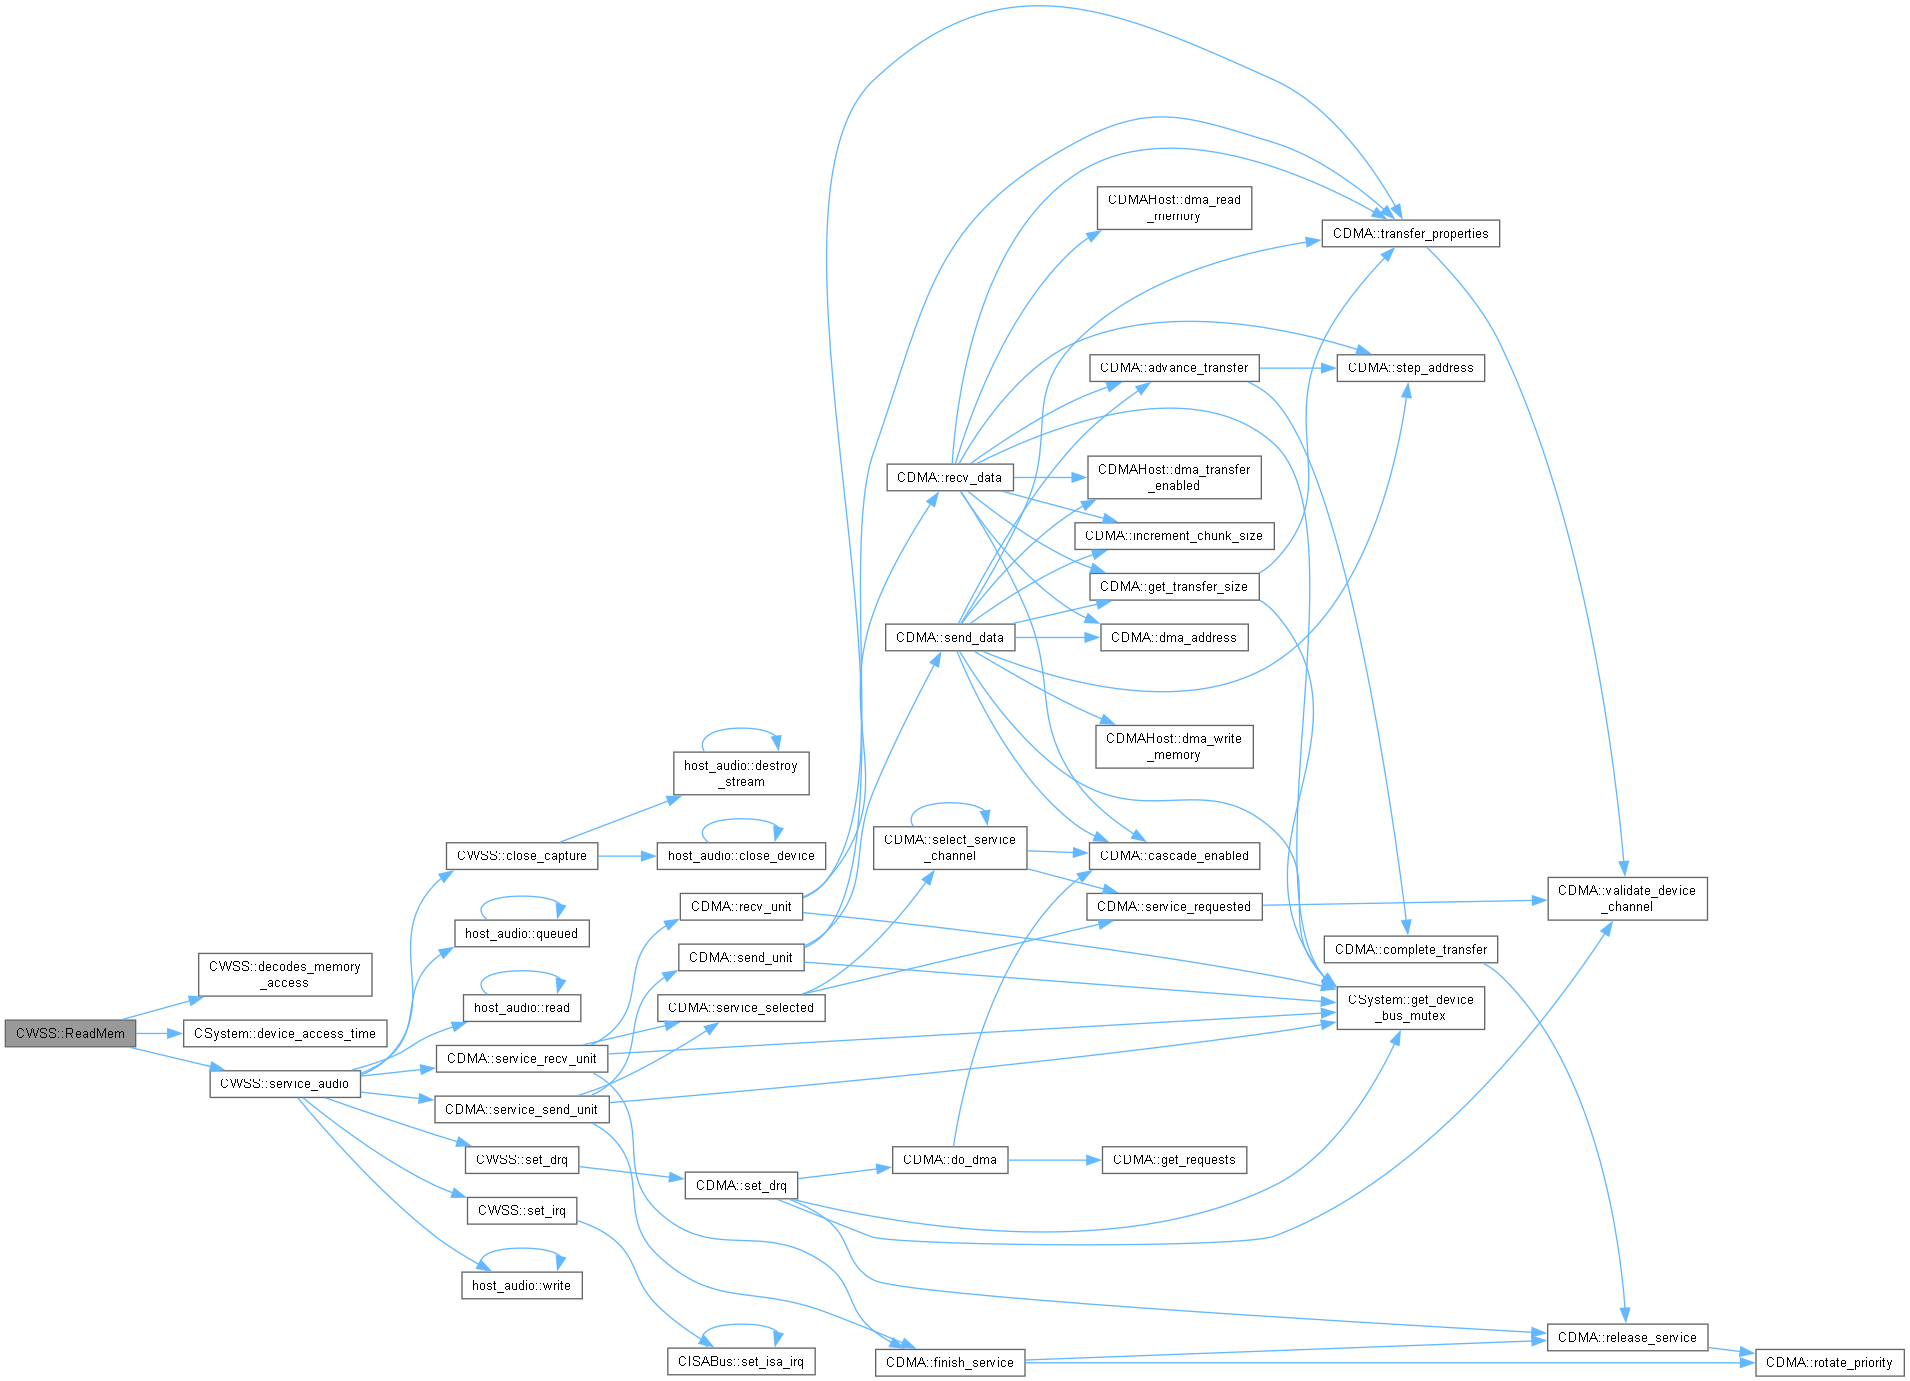 CDMAHost::dma_read
_memory
CDMA::transfer_properties
CDMA::advance_transfer
CDMA::step_address
CDMA::recv_data
CDMAHost::dma_transfer
_enabled
CDMA::increment_chunk_size
CDMA::get_transfer_size
CDMA::send_data
CDMA::dma_address
CDMAHost::dma_write
_memory
host_audio::destroy
_stream
CWSS::close_capture
host_audio::close_device
CDMA::select_service
_channel
CDMA::cascade_enabled
CDMA::validate_device
_channel
CDMA::recv_unit
CDMA::service_requested
host_audio::queued
CDMA::send_unit
CDMA::complete_transfer
CWSS::decodes_memory
_access
host_audio::read
CDMA::service_selected
CSystem::get_device
_bus_mutex
CWSS::ReadMem
CSystem::device_access_time
CDMA::service_recv_unit
CWSS::service_audio
CDMA::service_send_unit
CWSS::set_drq
CDMA::do_dma
CDMA::get_requests
CDMA::set_drq
CWSS::set_irq
host_audio::write
CDMA::release_service
CISABus::set_isa_irq
CDMA::finish_service
CDMA::rotate_priority